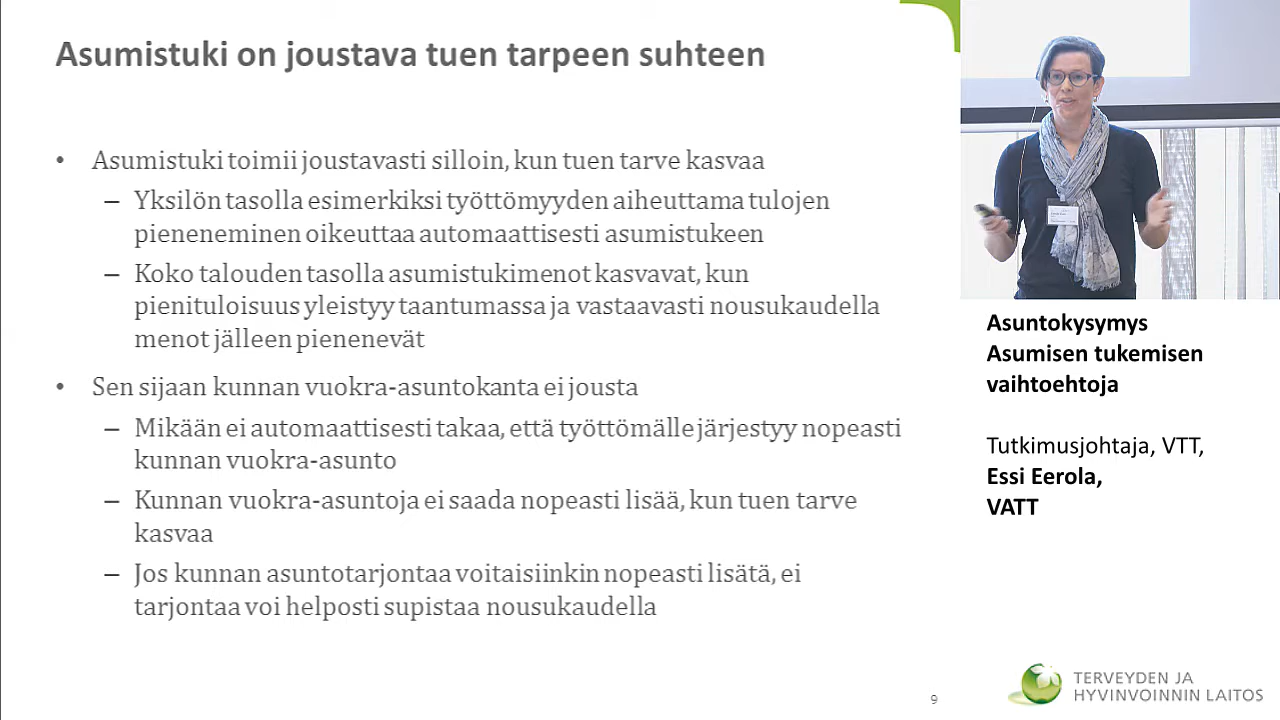 Asumistuki on joustava tuen tarpeen suhteen
• Asumistuki toimii joustavasti silloin, kun tuen tarve kasvaa
– Yksilön tasolla esimerkiksi työttömyyden aiheuttama tulojen
pieneneminen oikeuttaa automaattisesti asumistukeen
– Koko talouden tasolla asumistukimenot kasvavat, kun
pienituloisuus yleistyy taantumassa ja vastaavasti nousukaudella
menot jälleen pienenevät
• Sen sijaan kunnan vuokra-asuntokanta ei jousta
– Mikään ei automaattisesti takaa, että työttömälle järjestyy nopeasti
kunnan vuokra-asunto
– Kunnan vuokra-asuntoja ei saada nopeasti lisää, kun tuen tarve
kasvaa
– Jos kunnan asuntotarjontaa voitaisiinkin nopeasti lisätä, ei
tarjontaa voi helposti supistaa nousukaudella
9
Asuntokysymys
Asumisen tukemisen
vaihtoehtoja
Tutkimusjohtaja, VTT,
Essi Eerola,
VATT
TERVEYDEN JA
HYVINVOINNIN LAITOS